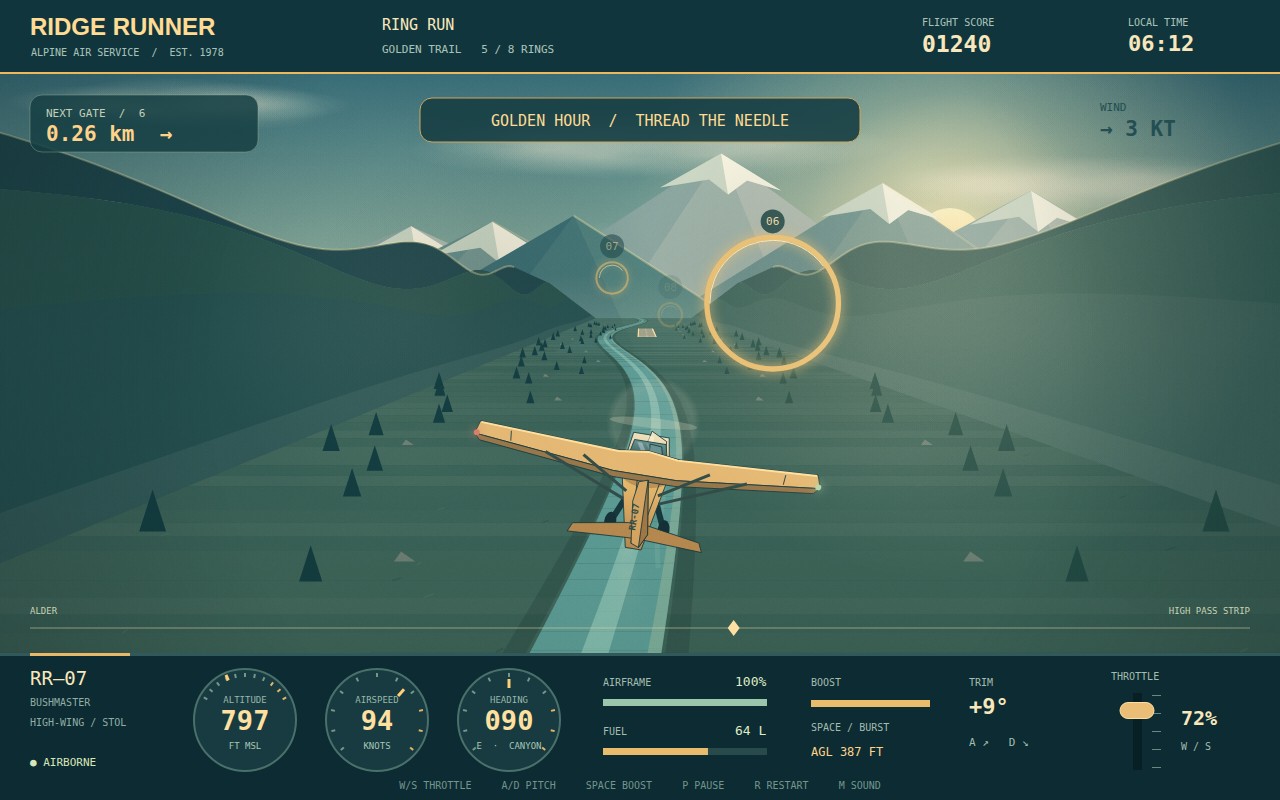 RIDGE RUNNER
ALPINE AIR SERVICE / EST. 1978
RING RUN
GOLDEN TRAIL 5 / 8 RINGS
FLIGHT SCORE
01240
LOCAL TIME
06:12
NEXT GATE / 6
0.26 km →
GOLDEN HOUR / THREAD THE NEEDLE
WIND
→ 3 KT
06
07
RR-07
ALDER
HIGH PASS STRIP
RR—07
BUSHMASTER
HIGH-WING / STOL
● AIRBORNE
ALTITUDE
797
FT MSL
AIRSPEED
94
KNOTS
HEADING
090
E · CANYON
AIRFRAME 100%
FUEL 64 L
BOOST
SPACE / BURST
AGL 387 FT
TRIM
+9°
A ↗ D ↘
THROTTLE
72%
W / S
W/S THROTTLE A/D PITCH SPACE BOOST P PAUSE R RESTART M SOUND